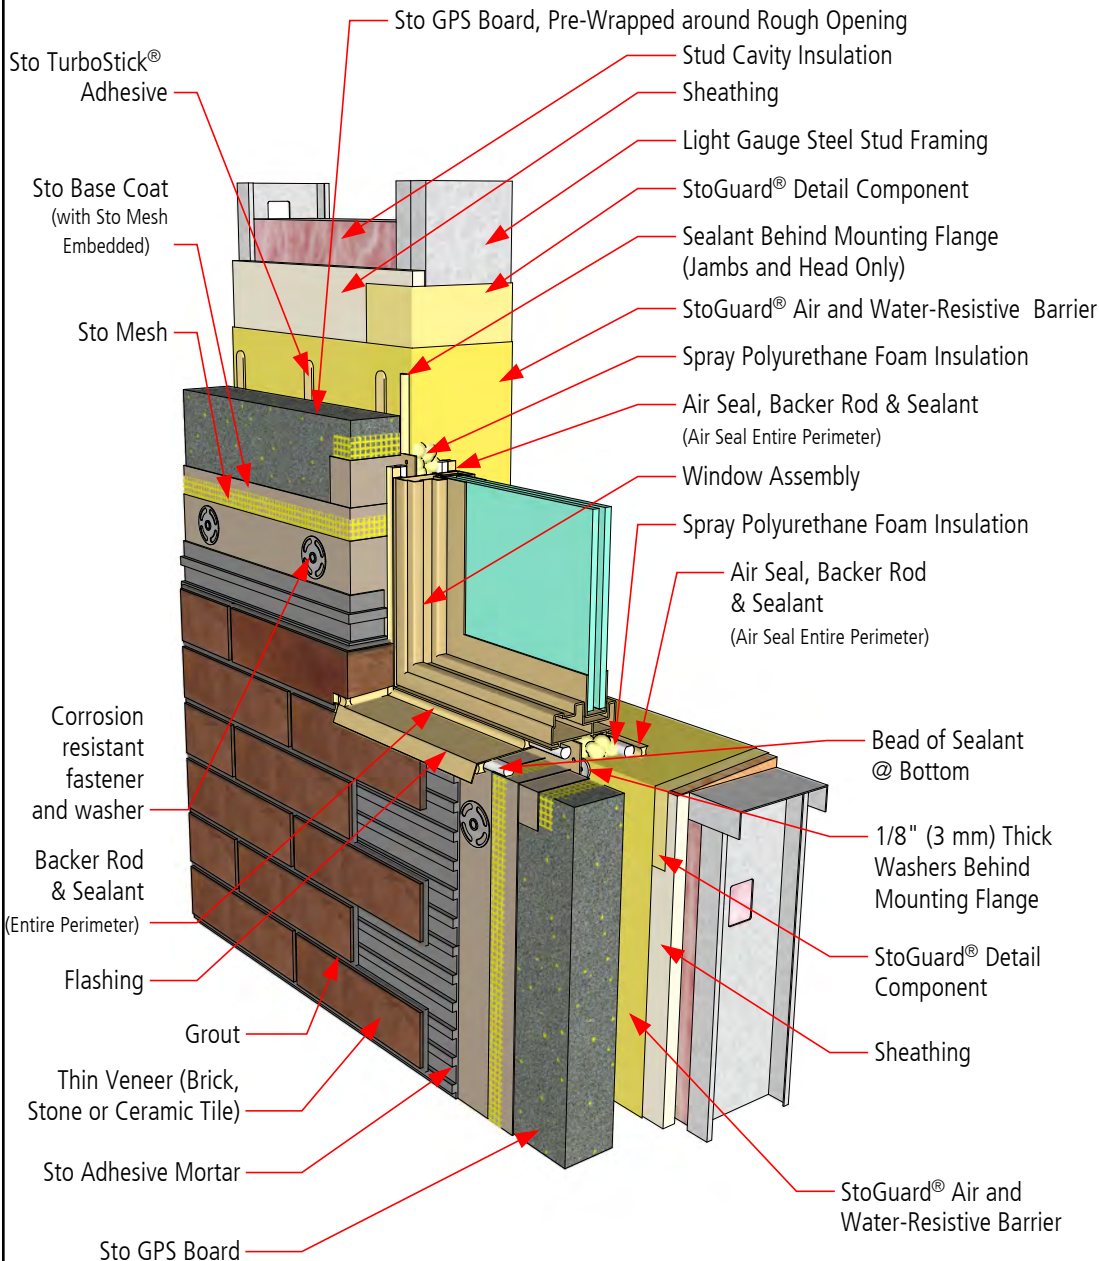 Sto GPS Board, Pre-Wrapped around Rough Opening
Stud Cavity Insulation
Sheathing
Light Gauge Steel Stud Framing
StoGuard® Detail Component
Sealant Behind Mounting Flange
(Jambs and Head Only)
StoGuard® Air and Water-Resistive Barrier
Spray Polyurethane Foam Insulation
Air Seal, Backer Rod & Sealant
(Air Seal Entire Perimeter)
Window Assembly
Spray Polyurethane Foam Insulation
Air Seal, Backer Rod
& Sealant
(Air Seal Entire Perimeter)
Bead of Sealant
@ Bottom
1/8" (3 mm) Thick
Washers Behind
Mounting Flange
StoGuard® Detail
Component
Sheathing
StoGuard® Air and
Water-Resistive Barrier
Sto TurboStick®
Adhesive
Sto Base Coat
(with Sto Mesh
Embedded)
Sto Mesh
Corrosion
resistant
fastener
and washer
Backer Rod
& Sealant
(Entire Perimeter)
Flashing
Grout
Thin Veneer (Brick,
Stone or Ceramic Tile)
Sto Adhesive Mortar
Sto GPS Board